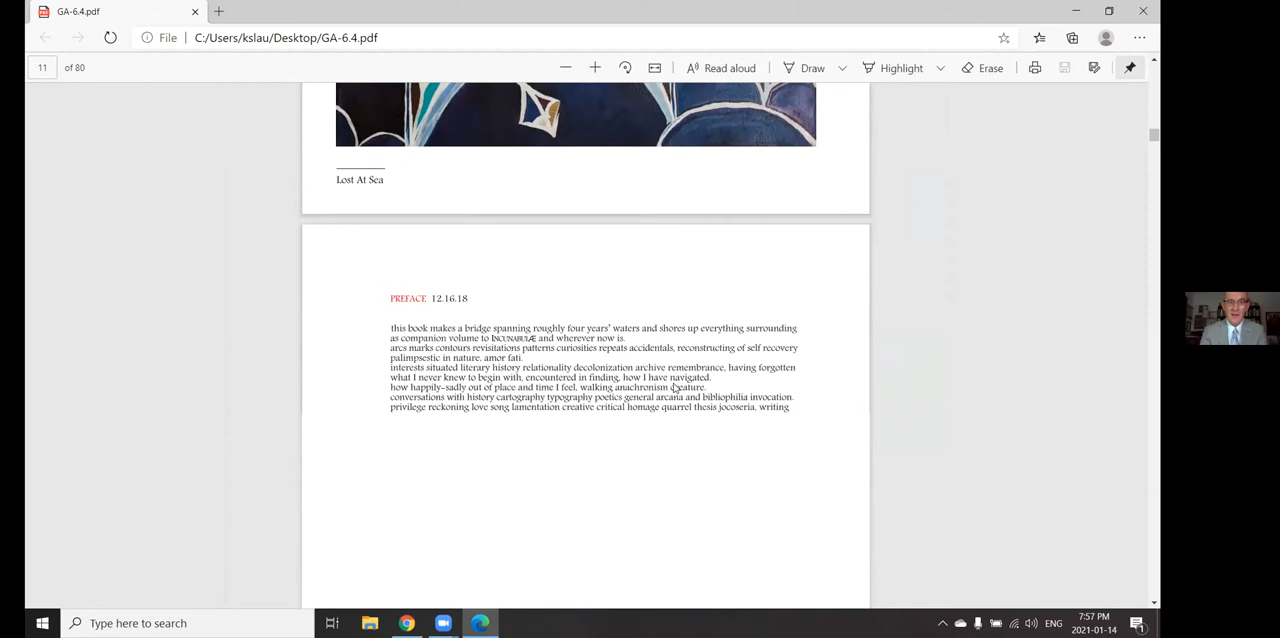 GA-6.4.pdf
File C:/Users/kslau/Desktop/GA-6.4.pdf
11 of 80
Read aloud
Draw
Highlight
Erase
Lost At Sea
PREFACE 12.16.18
this book makes a bridge spanning roughly four years' waters and shores up everything surrounding
as companion volume to INCUNABULÆ and wherever now is.
arcs marks contours revisitations patterns curiosities repeats accidentals, reconstructing of self recovery
palimpsestic in nature, amor fati.
interests situated literary history relationality decolonization archive remembrance, having forgotten
what I never knew to begin with, encountered in finding, how I have navigated.
how happily-sadly out of place and time I feel, walking anachronism creature.
conversations with history cartography typography poetics general arcana and bibliophilia invocation.
privilege reckoning love song lamentation creative critical homage quarrel thesis jocoseria, writing
Type here to search
ENG
7:57 PM
2021-01-14
1